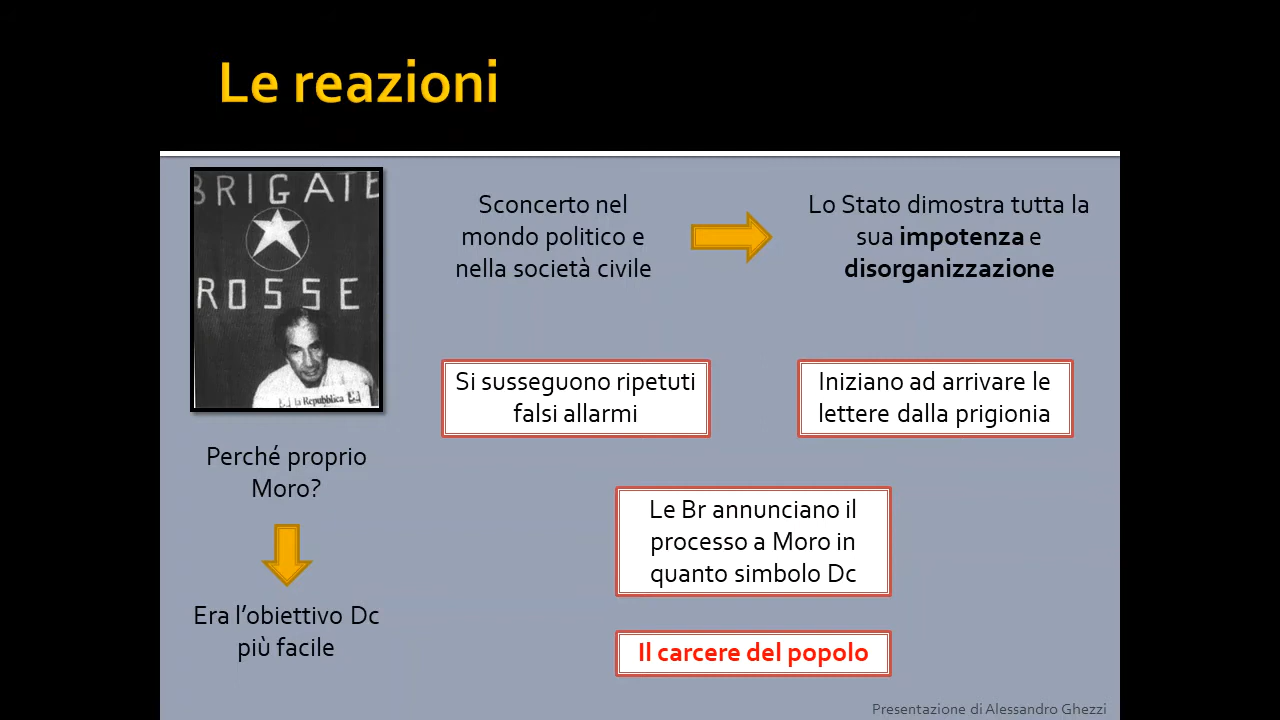 Le reazioni
BRIGATE
ROSSE
la Repubblica
Perché proprio
Moro?
Era l'obiettivo Dc
più facile
Sconcerto nel
mondo politico e
nella società civile
Lo Stato dimostra tutta la
sua impotenza e
disorganizzazione
Si susseguono ripetuti
falsi allarmi
Iniziano ad arrivare le
lettere dalla prigionia
Le Br annunciano il
processo a Moro in
quanto simbolo Dc
Il carcere del popolo
Presentazione di Alessandro Ghezzi